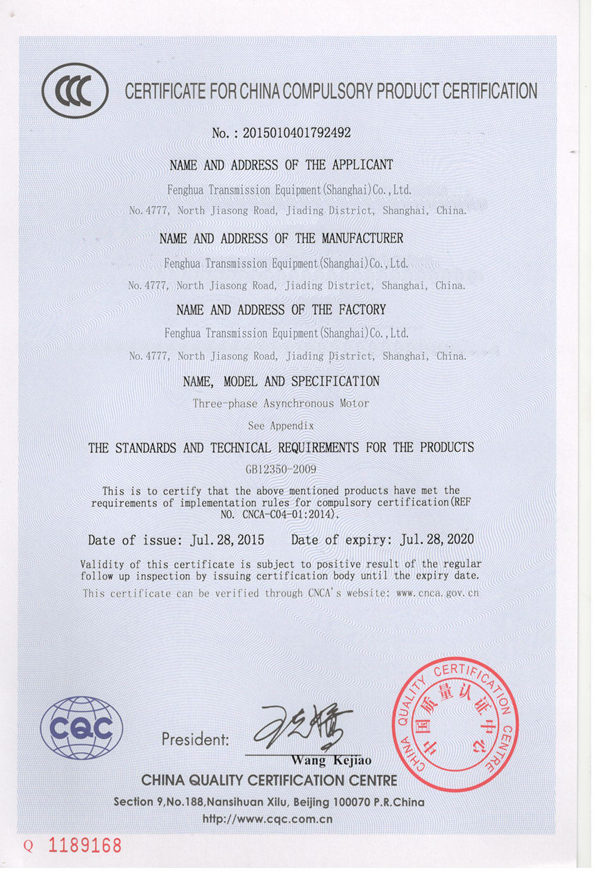 CCC
CERTIFICATE FOR CHINA COMPULSORY PRODUCT CERTIFICATION
No. : 2015010401792492
NAME AND ADDRESS OF THE APPLICANT
Fenghua Transmission Equipment(Shanghai)Co.,Ltd.
No.4777, North Jiasong Road, Jiading District, Shanghai, China.
NAME AND ADDRESS OF THE MANUFACTURER
Fenghua Transmission Equipment(Shanghai)Co.,Ltd.
No.4777, North Jiasong Road, Jiading District, Shanghai, China.
NAME AND ADDRESS OF THE FACTORY
Fenghua Transmission Equipment(Shanghai)Co.,Ltd.
No.4777, North Jiasong Road, Jiading District, Shanghai, China.
NAME, MODEL AND SPECIFICATION
Three-phase Asynchronous Motor
See Appendix
THE STANDARDS AND TECHNICAL REQUIREMENTS FOR THE PRODUCTS
GB12350-2009
This is to certify that the above mentioned products have met the
requirements of implementation rules for compulsory certification(REF
NO. CNCA-C04-01:2014).
Date of issue: Jul.28,2015 Date of expiry: Jul.28,2020
Validity of this certificate is subject to positive result of the regular
follow up inspection by issuing certification body until the expiry date.
This certificate can be verified through CNCA's website: www.cnca.gov.cn
CQC
President:
Wang Kejiao
CHINA QUALITY CERTIFICATION CENTRE
中国质量认证中心
CHINA QUALITY CERTIFICATION CENTRE
Section 9,No.188,Nansihuan Xilu, Beijing 100070 P.R.China
http://www.cqc.com.cn
Q 1189168